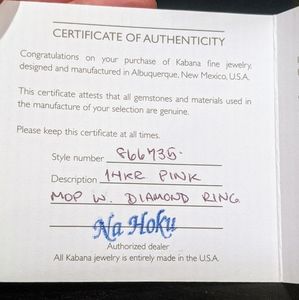 CERTIFICATE OF AUTHENTICITY
Congratulations on your purchase of Kabana fine jewelry,
designed and manufactured in Albuquerque, New Mexico, U.S.A.
This certificate attests that all gemstones and materials used in
the manufacture of your selection are genuine.
Please keep this certificate at all times.
Style number 866735
Description 14KR PINK
MOP W. DIAMOND RING
Na Hoku
Authorized dealer
All Kabana jewelry is entirely made in the U.S.A.